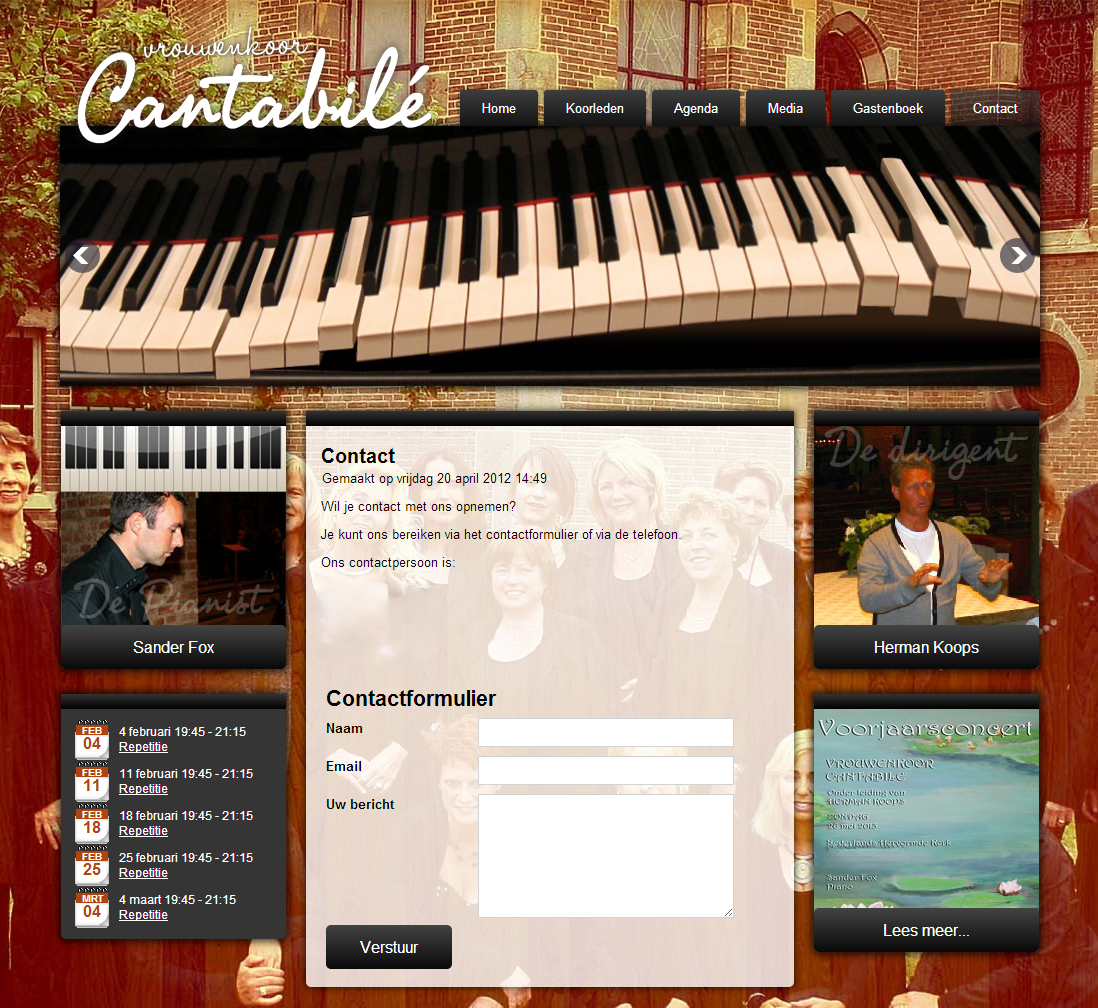 vrouwenkoor
Cantabilé
Home
Koorleden
Agenda
Media
Gastenboek
Contact
De Pianist
Sander Fox
FEB
04
4 februari 19:45 - 21:15
Repetitie
FEB
11
11 februari 19:45 - 21:15
Repetitie
FEB
18
18 februari 19:45 - 21:15
Repetitie
FEB
25
25 februari 19:45 - 21:15
Repetitie
MRT
04
4 maart 19:45 - 21:15
Repetitie
Contact
Gemaakt op vrijdag 20 april 2012 14:49
Wil je contact met ons opnemen?
Je kunt ons bereiken via het contactformulier of via de telefoon.
Ons contactpersoon is:
Contactformulier
Naam
Email
Uw bericht
Verstuur
De dirigent
Herman Koops
Voorjaarsconcert
VROUWENKOOR
CANTABILÉ
Onder leiding van
HERMAN KOOPS
ZONDAG
26 mei 2013
Nederlands Hervormde Kerk
Sander Fox
Piano
Lees meer...